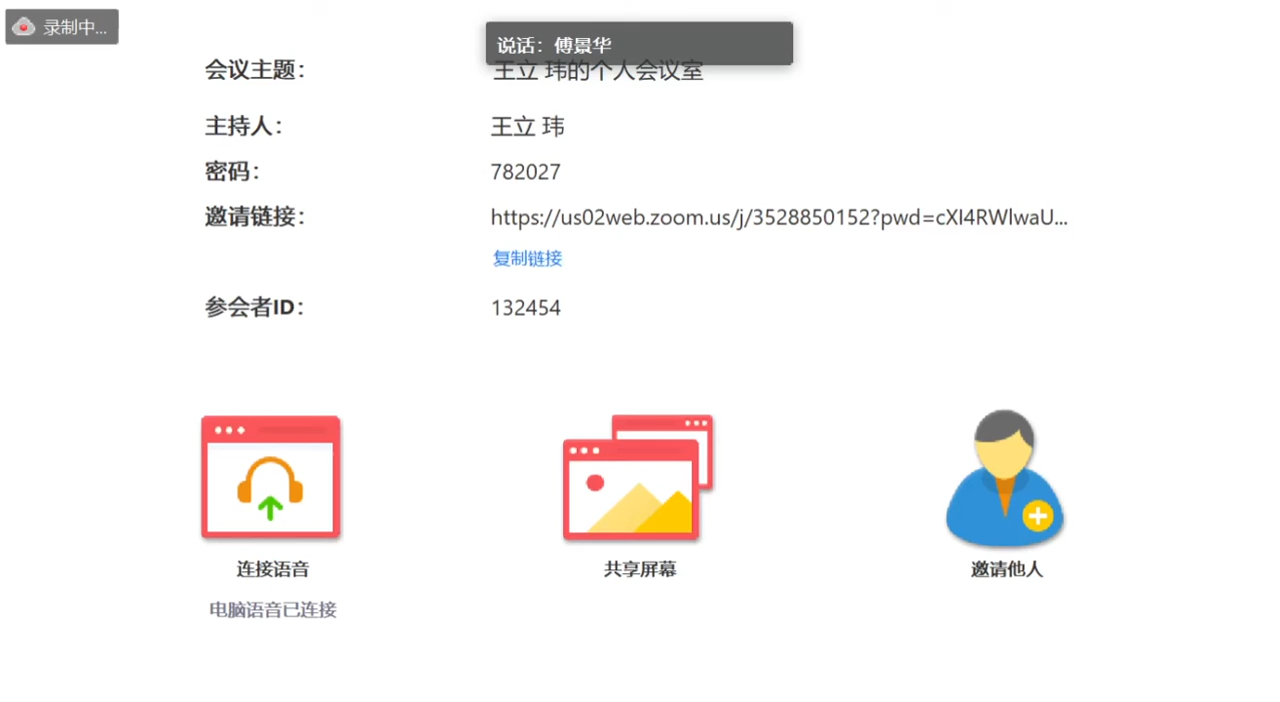 录制中...
说话：傅景华
会议主题：
王立 玮的个人会议室
主持人：
王立 玮
密码：
782027
邀请链接：
https://us02web.zoom.us/j/3528850152?pwd=cXI4RWlwaU...
复制链接
参会者ID：
132454
连接语音
共享屏幕
邀请他人
电脑语音已连接